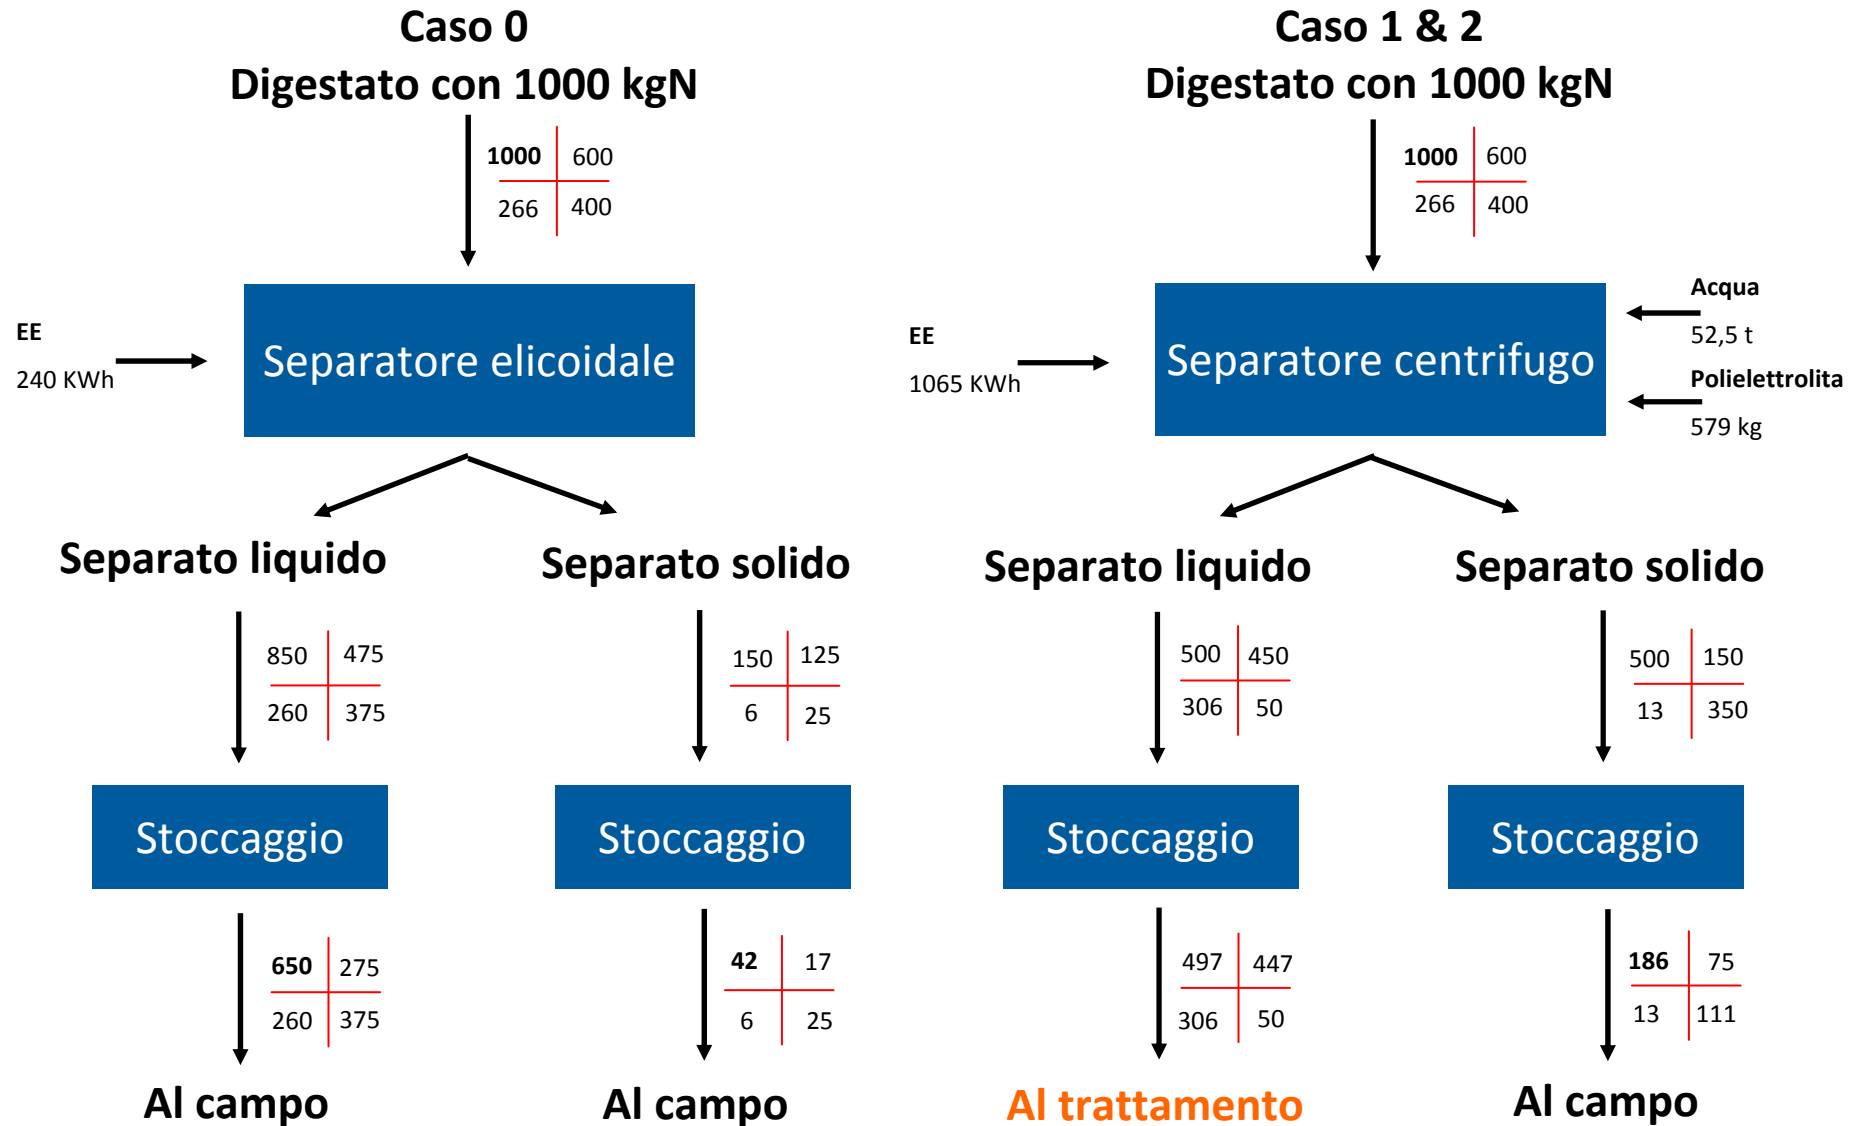 Caso 0
Digestato con 1000 kgN
1000 600
266 400
EE
240 KWh
Separatore elicoidale
Separato liquido
Separato solido
850 475
260 375
150 125
6 25
Stoccaggio
Stoccaggio
650 275
260 375
42 17
6 25
Al campo
Al campo
Caso 1 & 2
Digestato con 1000 kgN
1000 600
266 400
EE
1065 KWh
Separatore centrifugo
Acqua
52,5 t
Polielettrolita
579 kg
Separato liquido
Separato solido
500 450
306 50
500 150
13 350
Stoccaggio
Stoccaggio
497 447
306 50
186 75
13 111
Al trattamento
Al campo